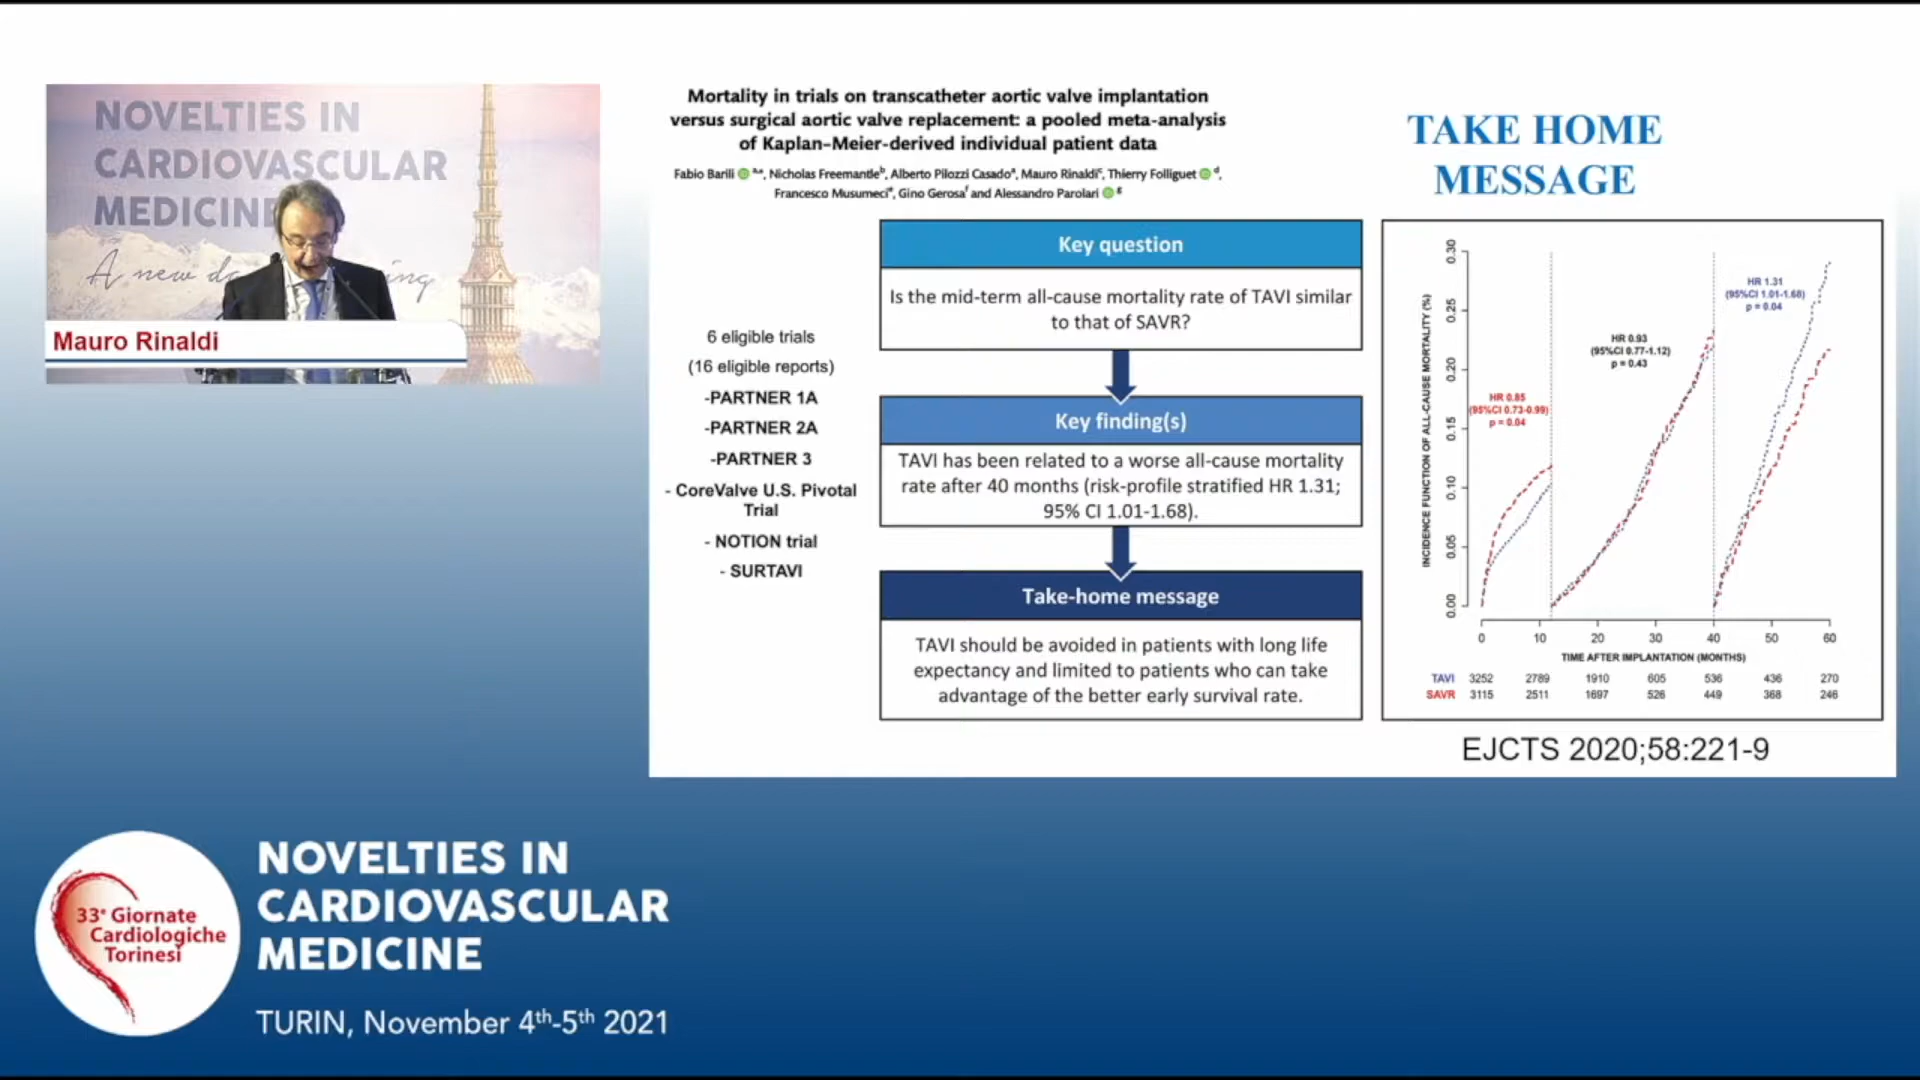 NOVELTIES IN
CARDIOVASCULAR
MEDICINE
A new da ing
Mauro Rinaldi
Mortality in trials on transcatheter aortic valve implantation
versus surgical aortic valve replacement: a pooled meta-analysis
of Kaplan–Meier-derived individual patient data
Fabio Barili a,*, Nicholas Freemantle b, Alberto Pilozzi Casado a, Mauro Rinaldi c, Thierry Folliguet d,
Francesco Musumeci e, Gino Gerosa f and Alessandro Parolari g
6 eligible trials
(16 eligible reports)
-PARTNER 1A
-PARTNER 2A
-PARTNER 3
- CoreValve U.S. Pivotal
Trial
- NOTION trial
- SURTAVI
Key question
Is the mid-term all-cause mortality rate of TAVI similar
to that of SAVR?
Key finding(s)
TAVI has been related to a worse all-cause mortality
rate after 40 months (risk-profile stratified HR 1.31;
95% CI 1.01-1.68).
Take-home message
TAVI should be avoided in patients with long life
expectancy and limited to patients who can take
advantage of the better early survival rate.
TAKE HOME
MESSAGE
INCIDENCE FUNCTION OF ALL-CAUSE MORTALITY (%)
0.30
0.25
0.20
0.15
0.10
0.05
0.00
HR 0.85
(95%CI 0.73-0.99)
p = 0.04
HR 0.93
(95%CI 0.77-1.12)
p = 0.43
HR 1.31
(95%CI 1.01-1.68)
p = 0.04
0 10 20 30 40 50 60
TIME AFTER IMPLANTATION (MONTHS)
TAVI 3252 2789 1910 605 536 436 270
SAVR 3115 2511 1697 526 449 368 246
EJCTS 2020;58:221-9
33° Giornate
Cardiologiche
Torinesi
NOVELTIES IN
CARDIOVASCULAR
MEDICINE
TURIN, November 4th-5th 2021